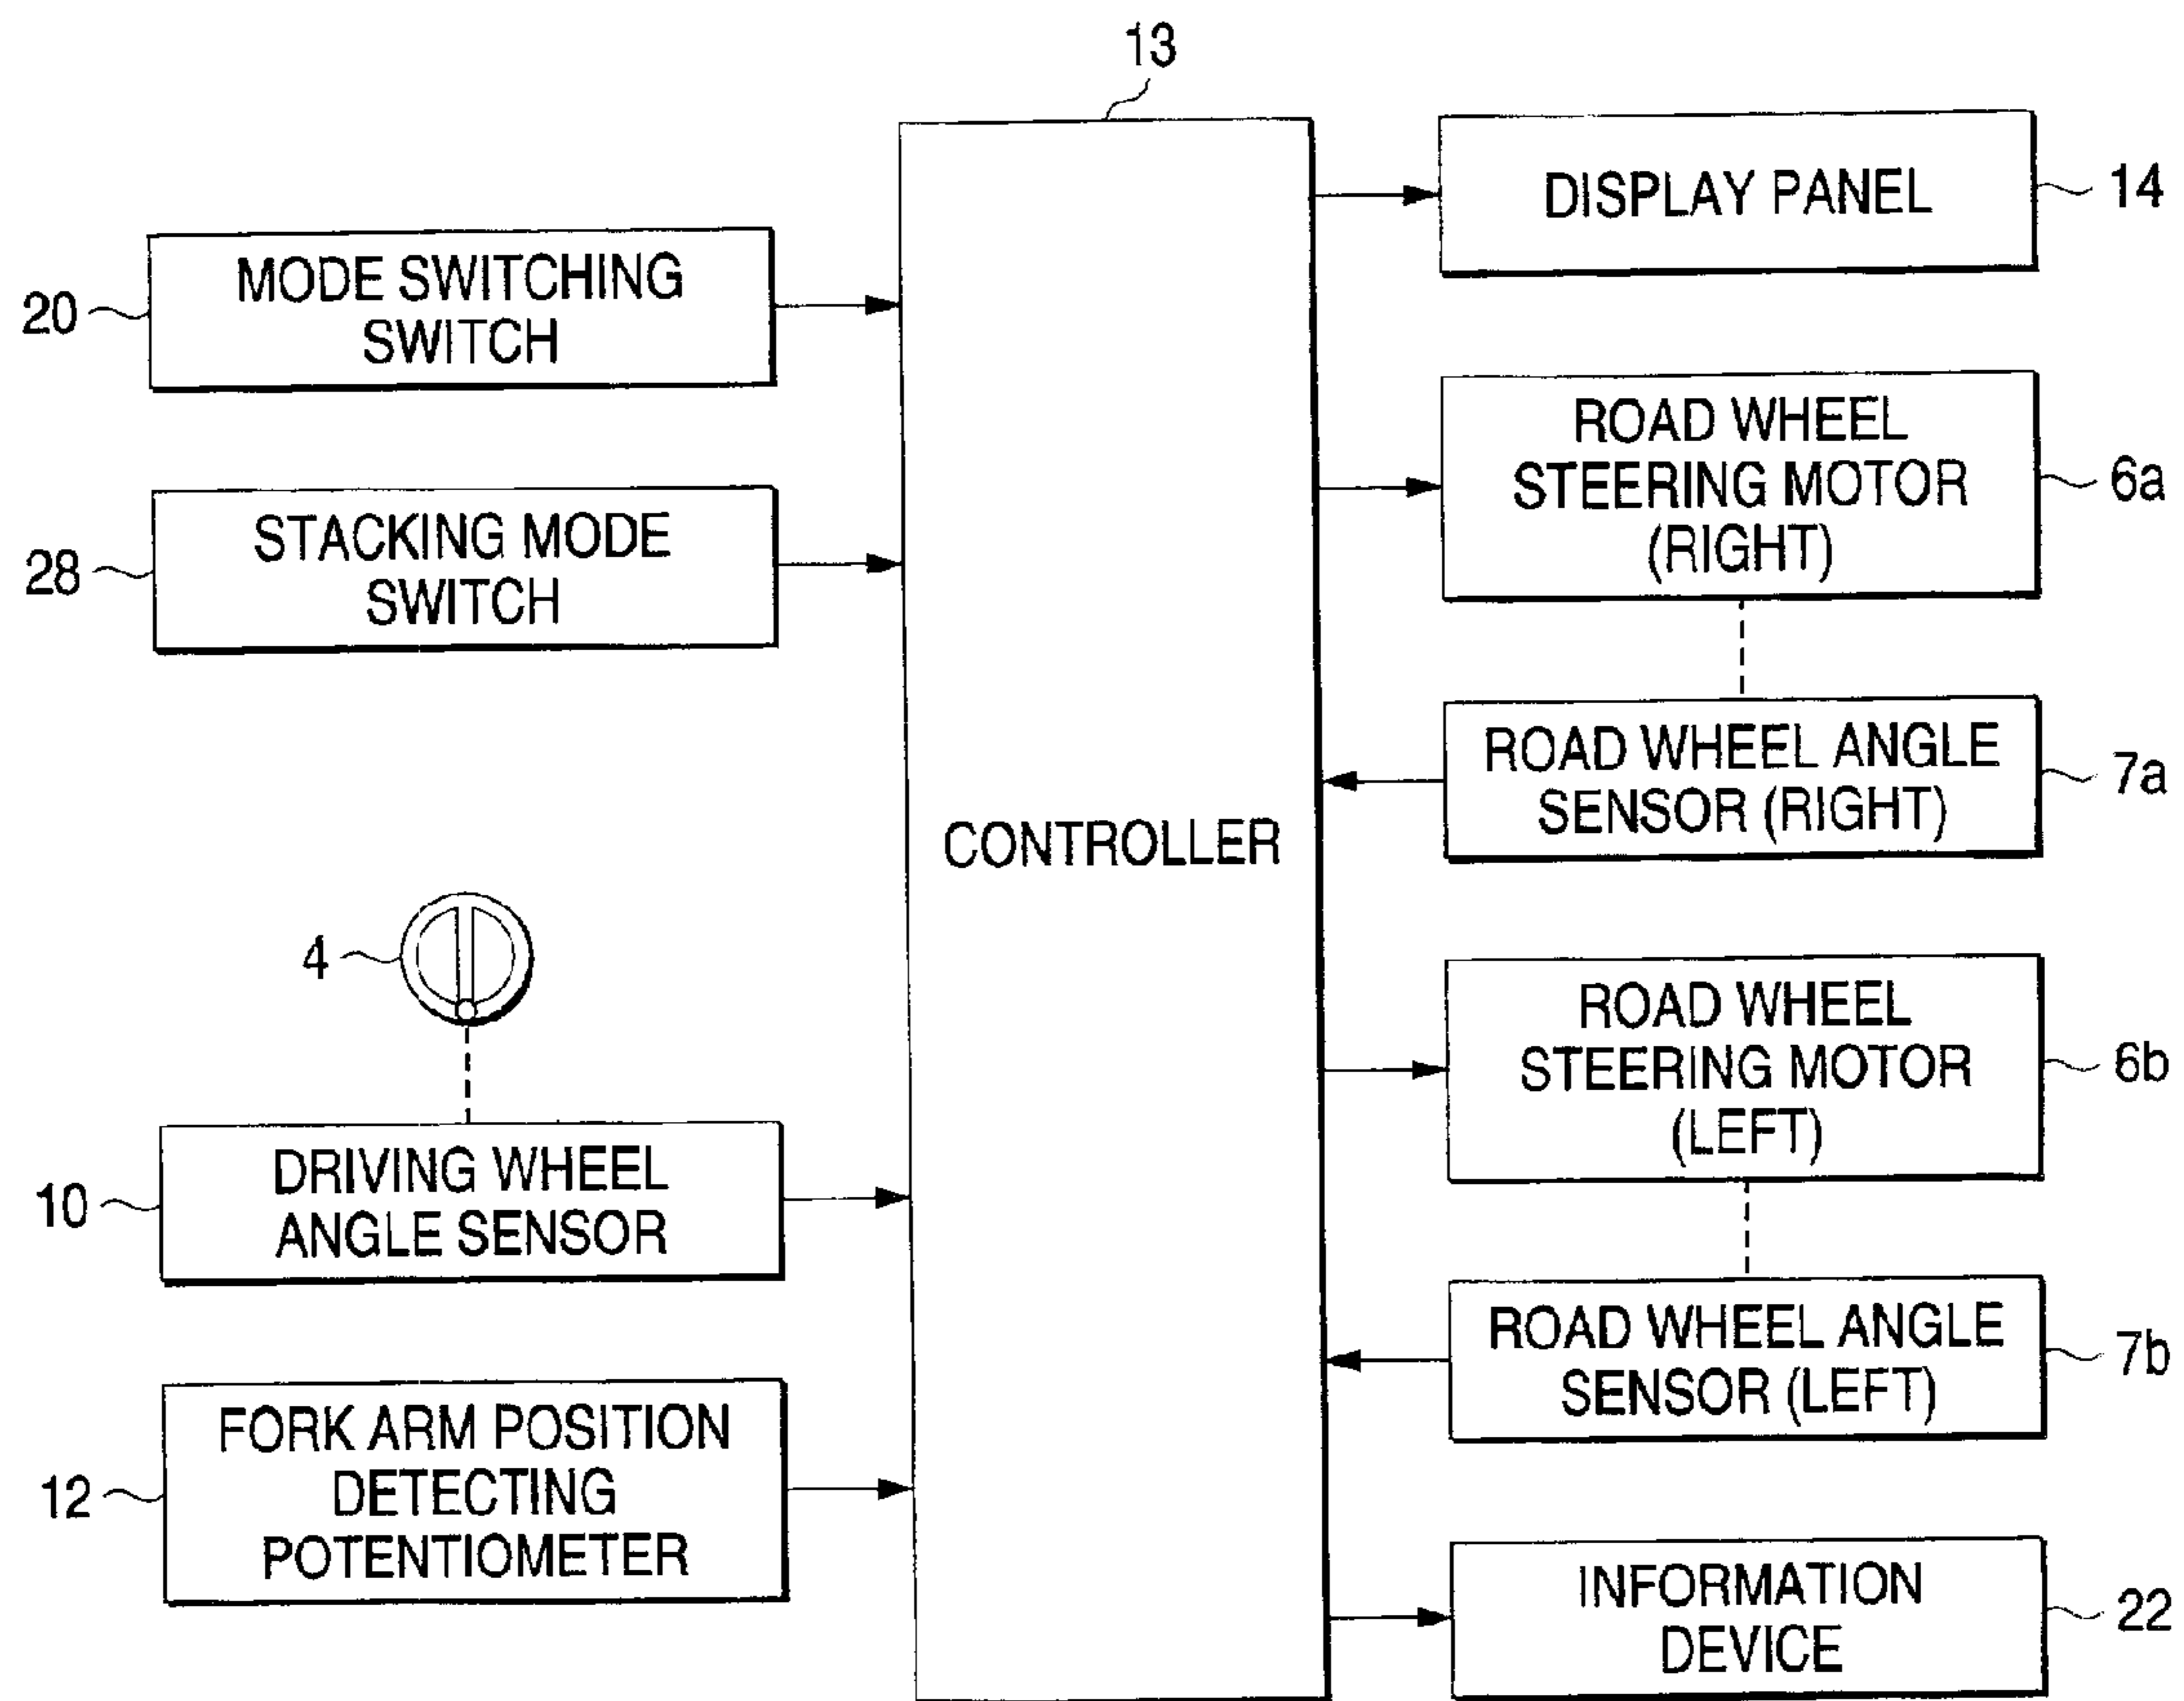 13
MODE SWITCHING
SWITCH
20
STACKING MODE
SWITCH
28
4
DRIVING WHEEL
ANGLE SENSOR
10
FORK ARM POSITION
DETECTING
POTENTIOMETER
12
CONTROLLER
DISPLAY PANEL
14
ROAD WHEEL
STEERING MOTOR
(RIGHT)
6a
ROAD WHEEL ANGLE
SENSOR (RIGHT)
7a
ROAD WHEEL
STEERING MOTOR
(LEFT)
6b
ROAD WHEEL ANGLE
SENSOR (LEFT)
7b
INFORMATION
DEVICE
22